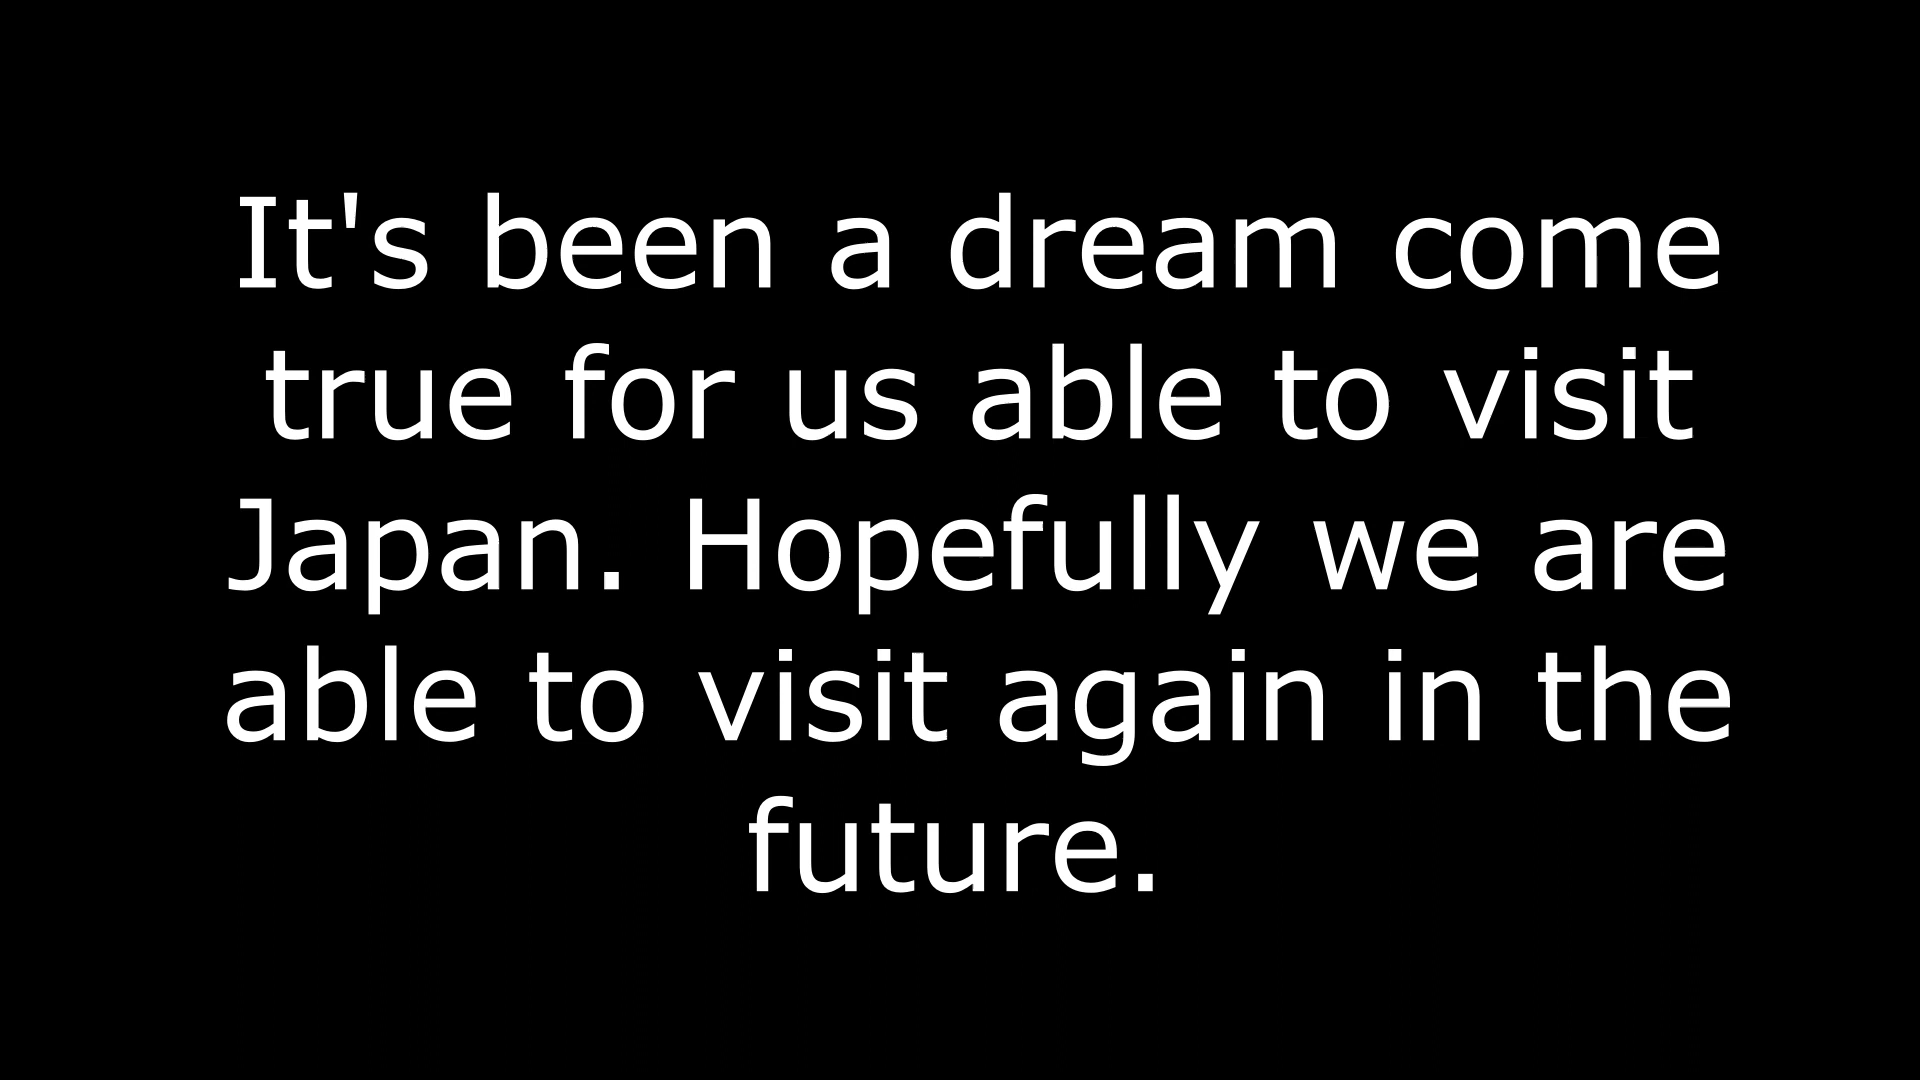 It's been a dream come
true for us able to visit
Japan. Hopefully we are
able to visit again in the
future.